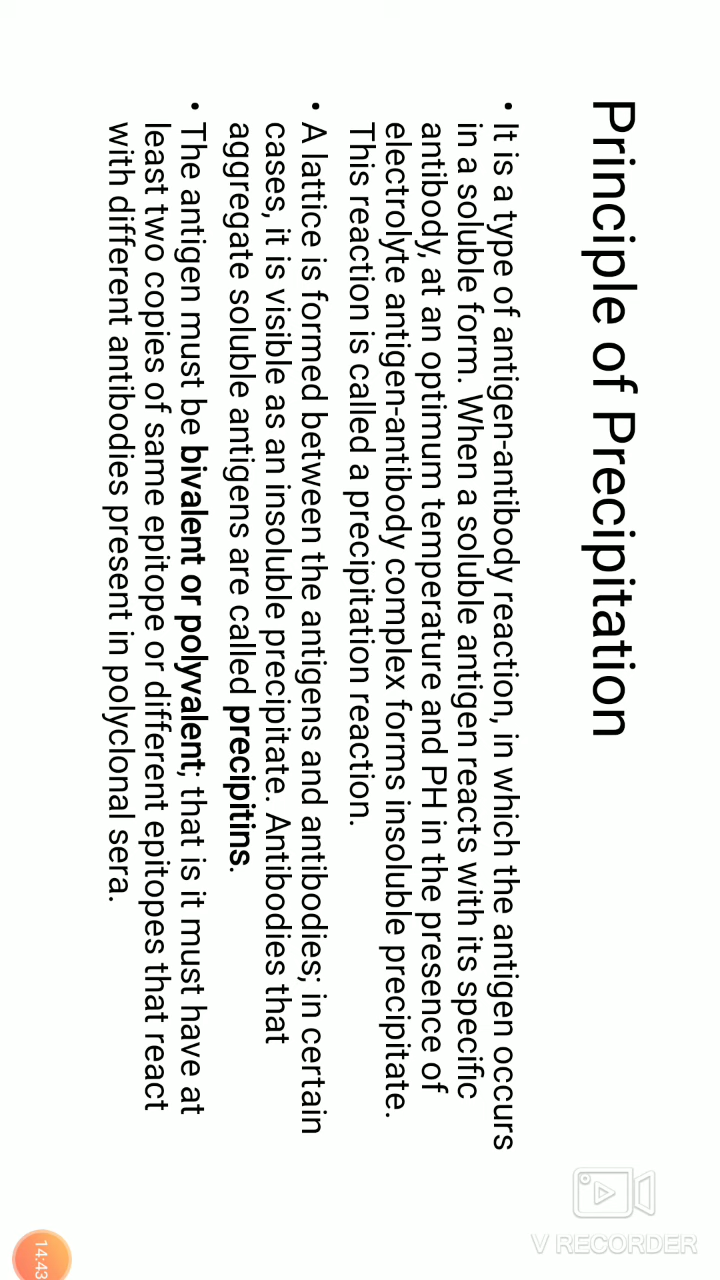 Principle of Precipitation
• It is a type of antigen-antibody reaction, in which the antigen occurs
in a soluble form. When a soluble antigen reacts with its specific
antibody, at an optimum temperature and PH in the presence of
electrolyte antigen-antibody complex forms insoluble precipitate.
This reaction is called a precipitation reaction.
• A lattice is formed between the antigens and antibodies; in certain
cases, it is visible as an insoluble precipitate. Antibodies that
aggregate soluble antigens are called precipitins.
• The antigen must be bivalent or polyvalent; that is it must have at
least two copies of same epitope or different epitopes that react
with different antibodies present in polyclonal sera.
V RECORDER
14:43